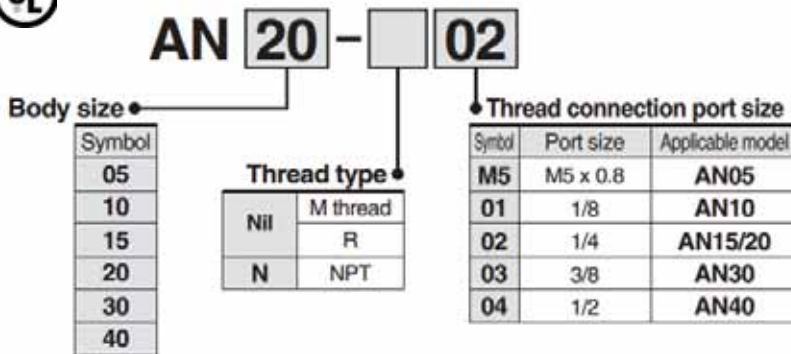 AN 20 - 02
Body size
Symbol
05
10
15
20
30
40
Thread type
Nil M thread
R
N NPT
Thread connection port size
Symbol Port size Applicable model
M5 M5 x 0.8 AN05
01 1/8 AN10
02 1/4 AN15/20
03 3/8 AN30
04 1/2 AN40